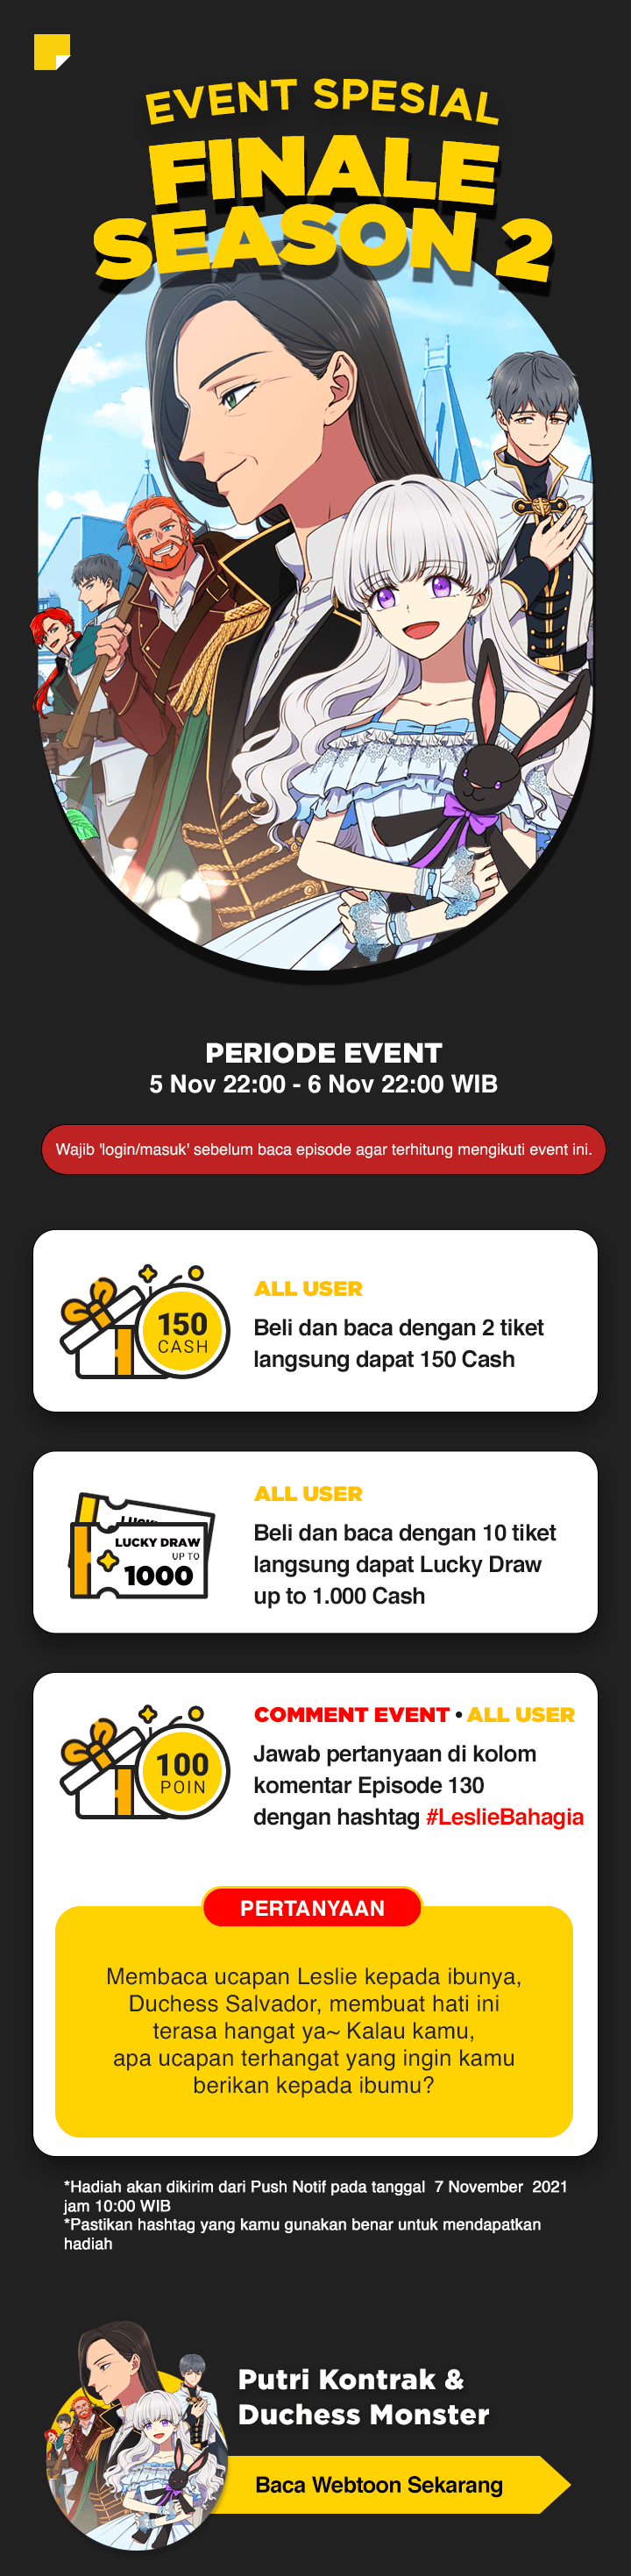 EVENT SPESIAL
FINALE
SEASON 2
PERIODE EVENT
5 Nov 22:00 - 6 Nov 22:00 WIB
Wajib 'login/masuk' sebelum baca episode agar terhitung mengikuti event ini.
150
CASH
ALL USER
Beli dan baca dengan 2 tiket
langsung dapat 150 Cash
LUCKY DRAW
UP TO
1000
ALL USER
Beli dan baca dengan 10 tiket
langsung dapat Lucky Draw
up to 1.000 Cash
100
POIN
COMMENT EVENT • ALL USER
Jawab pertanyaan di kolom
komentar Episode 130
dengan hashtag #LeslieBahagia
PERTANYAAN
Membaca ucapan Leslie kepada ibunya,
Duchess Salvador, membuat hati ini
terasa hangat ya~ Kalau kamu,
apa ucapan terhangat yang ingin kamu
berikan kepada ibumu?
*Hadiah akan dikirim dari Push Notif pada tanggal 7 November 2021
jam 10:00 WIB
*Pastikan hashtag yang kamu gunakan benar untuk mendapatkan
hadiah
Putri Kontrak &
Duchess Monster
Baca Webtoon Sekarang